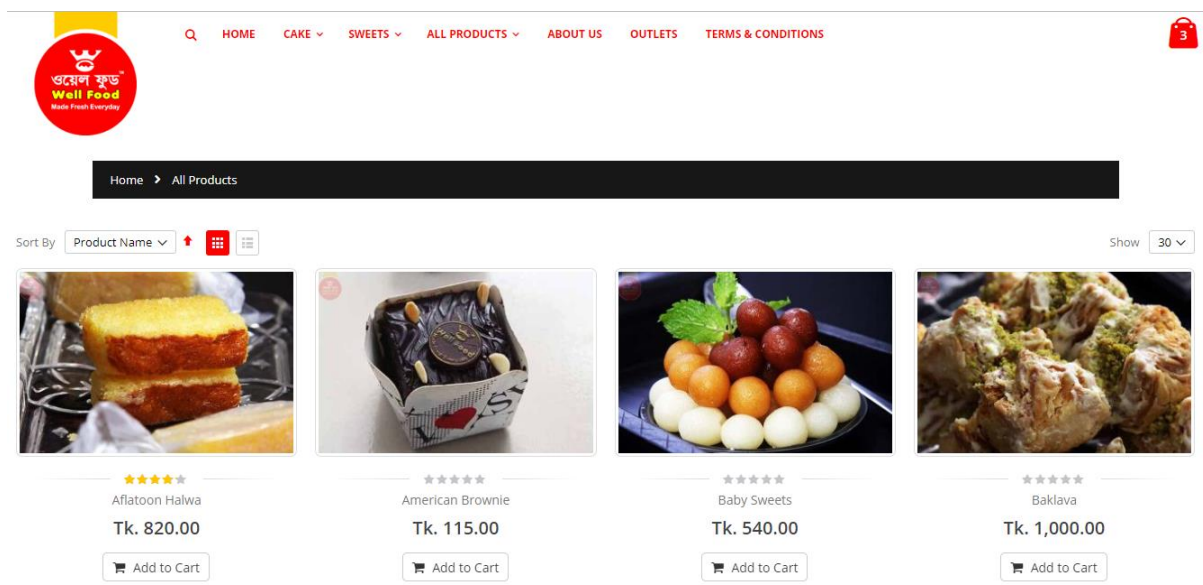 ওয়েল ফুড
Well Food
Made Fresh Everyday
HOME CAKE SWEETS ALL PRODUCTS ABOUT US OUTLETS TERMS & CONDITIONS
3
Home > All Products
Sort By Product Name
Show 30
Aflatoon Halwa
Tk. 820.00
Add to Cart
American Brownie
Tk. 115.00
Add to Cart
Baby Sweets
Tk. 540.00
Add to Cart
Baklava
Tk. 1,000.00
Add to Cart